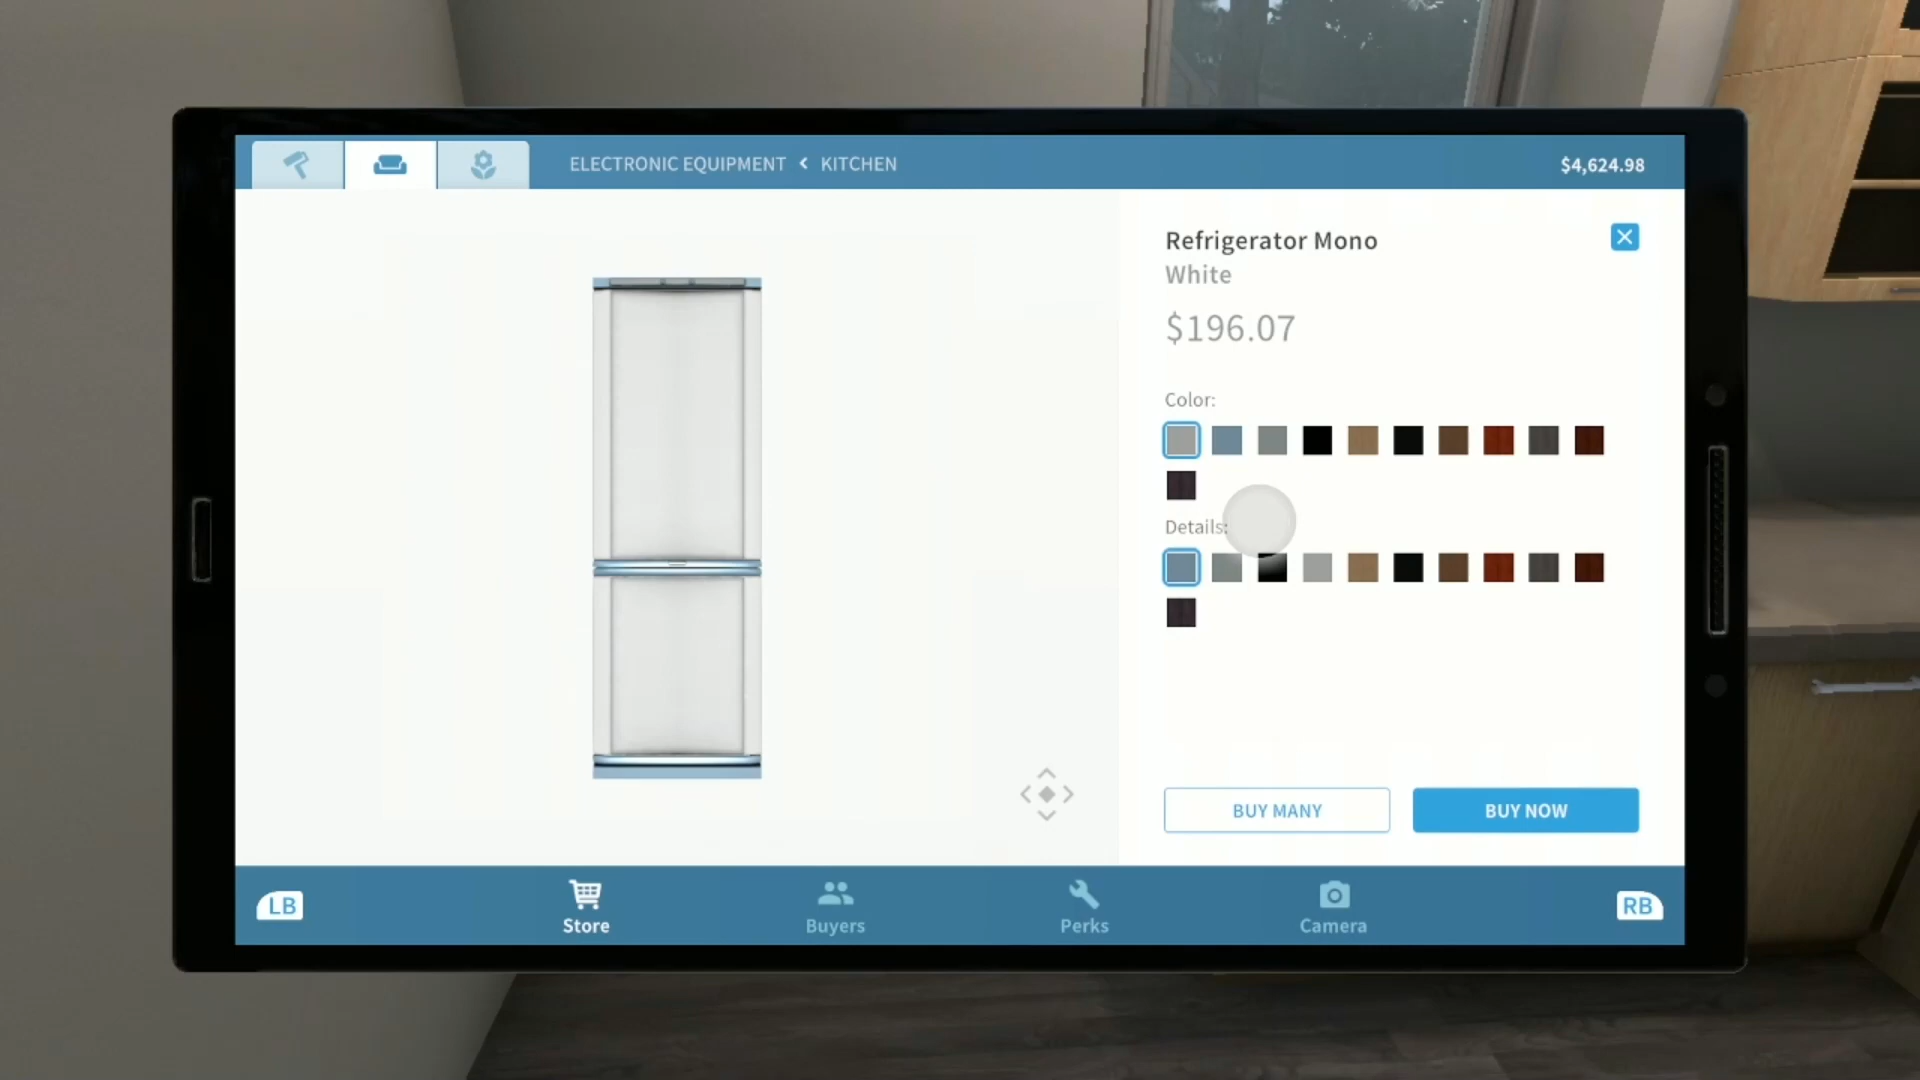 ELECTRONIC EQUIPMENT < KITCHEN
$4,624.98
Refrigerator Mono
White
$196.07
Color:
Details:
BUY MANY
BUY NOW
LB
Store
Buyers
Perks
Camera
RB